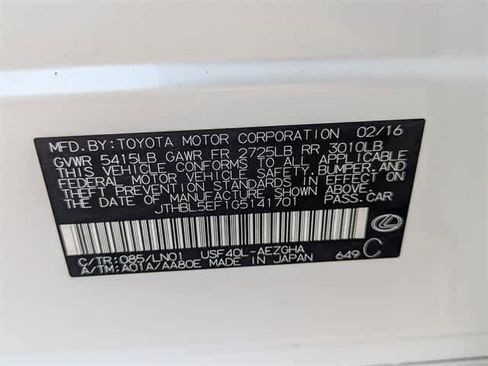 MFD. BY: TOYOTA MOTOR CORPORATION 02/16
GVWR 5415LB GAWR FR 2725LB RR 3010LB
THIS VEHICLE CONFORMS TO ALL APPLICABLE
FEDERAL MOTOR VEHICLE SAFETY, BUMPER, AND
THEFT PREVENTION STANDARDS IN EFFECT ON
THE DATE OF MANUFACTURE SHOWN ABOVE.
JTHBL5EF1G5141701 PASS.CAR
C/TR: 085/LN01 USF40L-AEZGHA 649 C
A/TM: A01A/AA80E MADE IN JAPAN